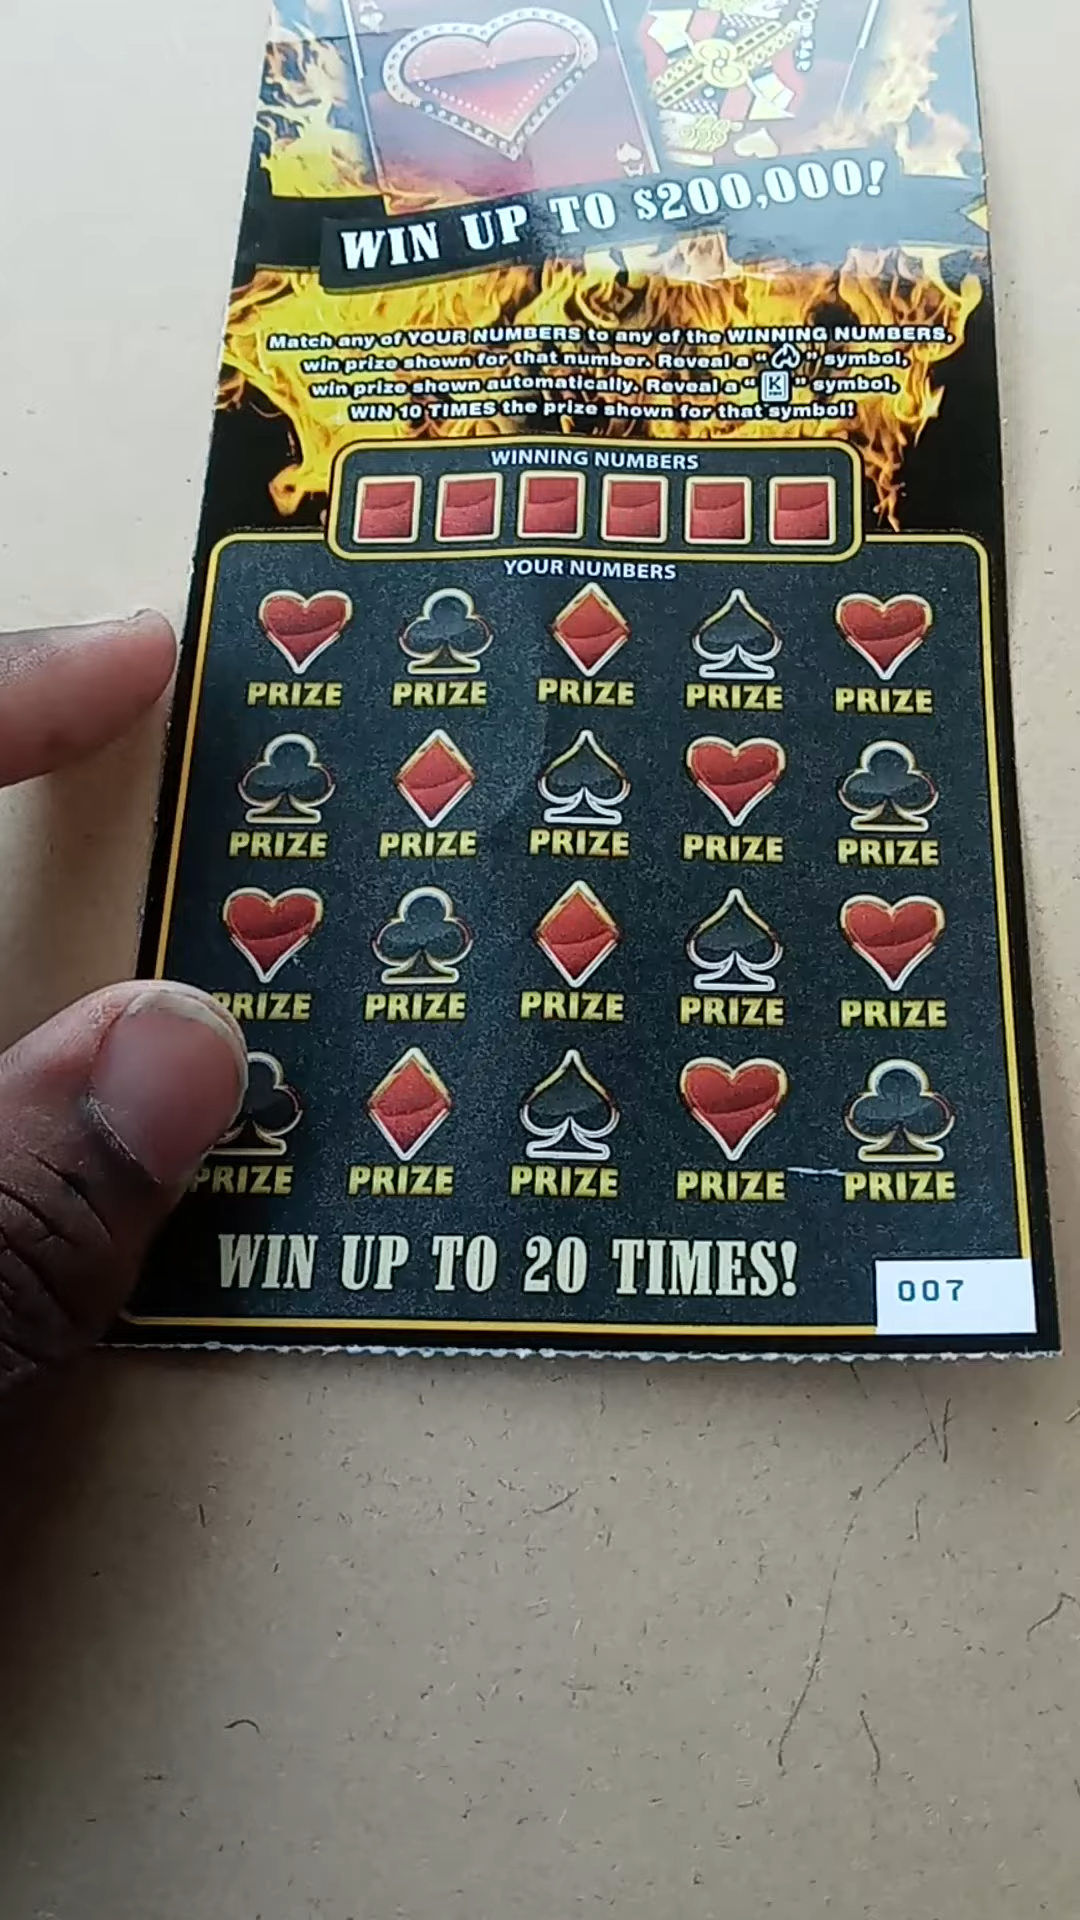 WIN UP TO $200,000!
Match any of YOUR NUMBERS to any of the WINNING NUMBERS,
win prize shown for that number. Reveal a " " symbol,
win prize shown automatically. Reveal a "K" symbol,
WIN 10 TIMES the prize shown for that symbol!
WINNING NUMBERS
YOUR NUMBERS
PRIZE PRIZE PRIZE PRIZE PRIZE
PRIZE PRIZE PRIZE PRIZE PRIZE
PRIZE PRIZE PRIZE PRIZE PRIZE
PRIZE PRIZE PRIZE PRIZE PRIZE
WIN UP TO 20 TIMES!
007